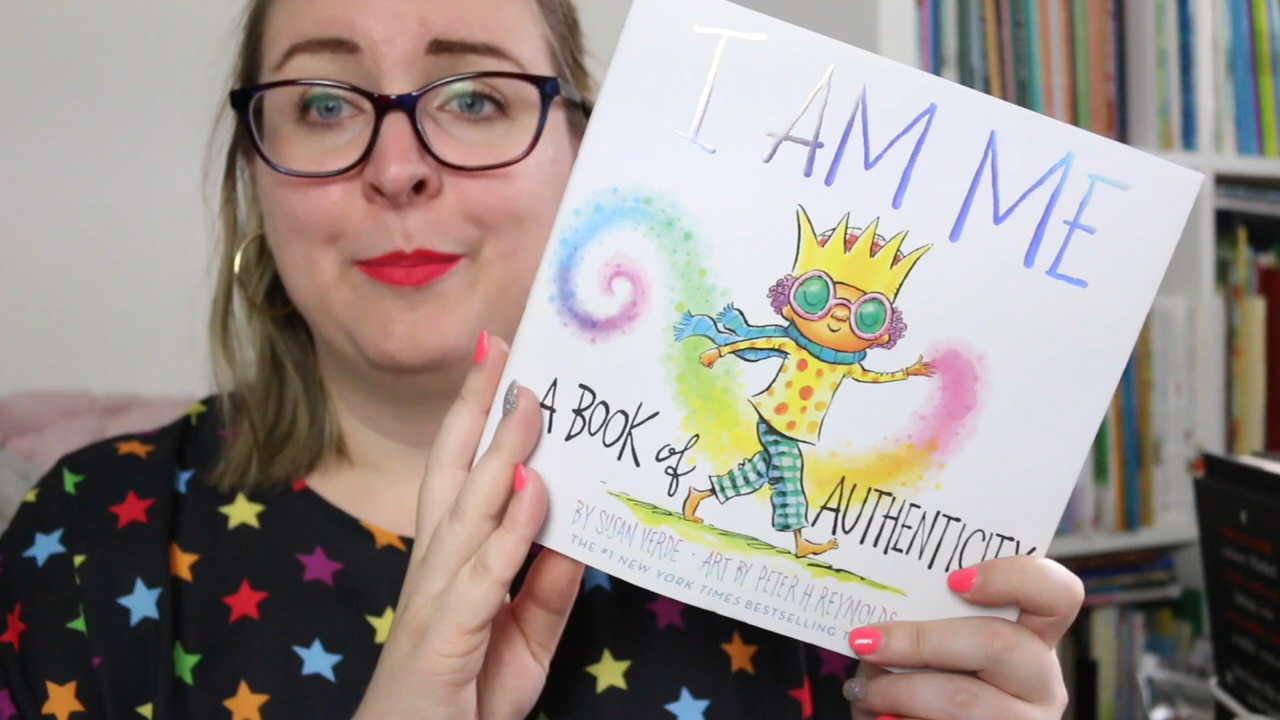 I AM ME
A BOOK of
AUTHENTICITY
BY SUSAN VERDE · ART BY PETER H REYNOLDS
THE #1 NEW YORK TIMES BESTSELLING